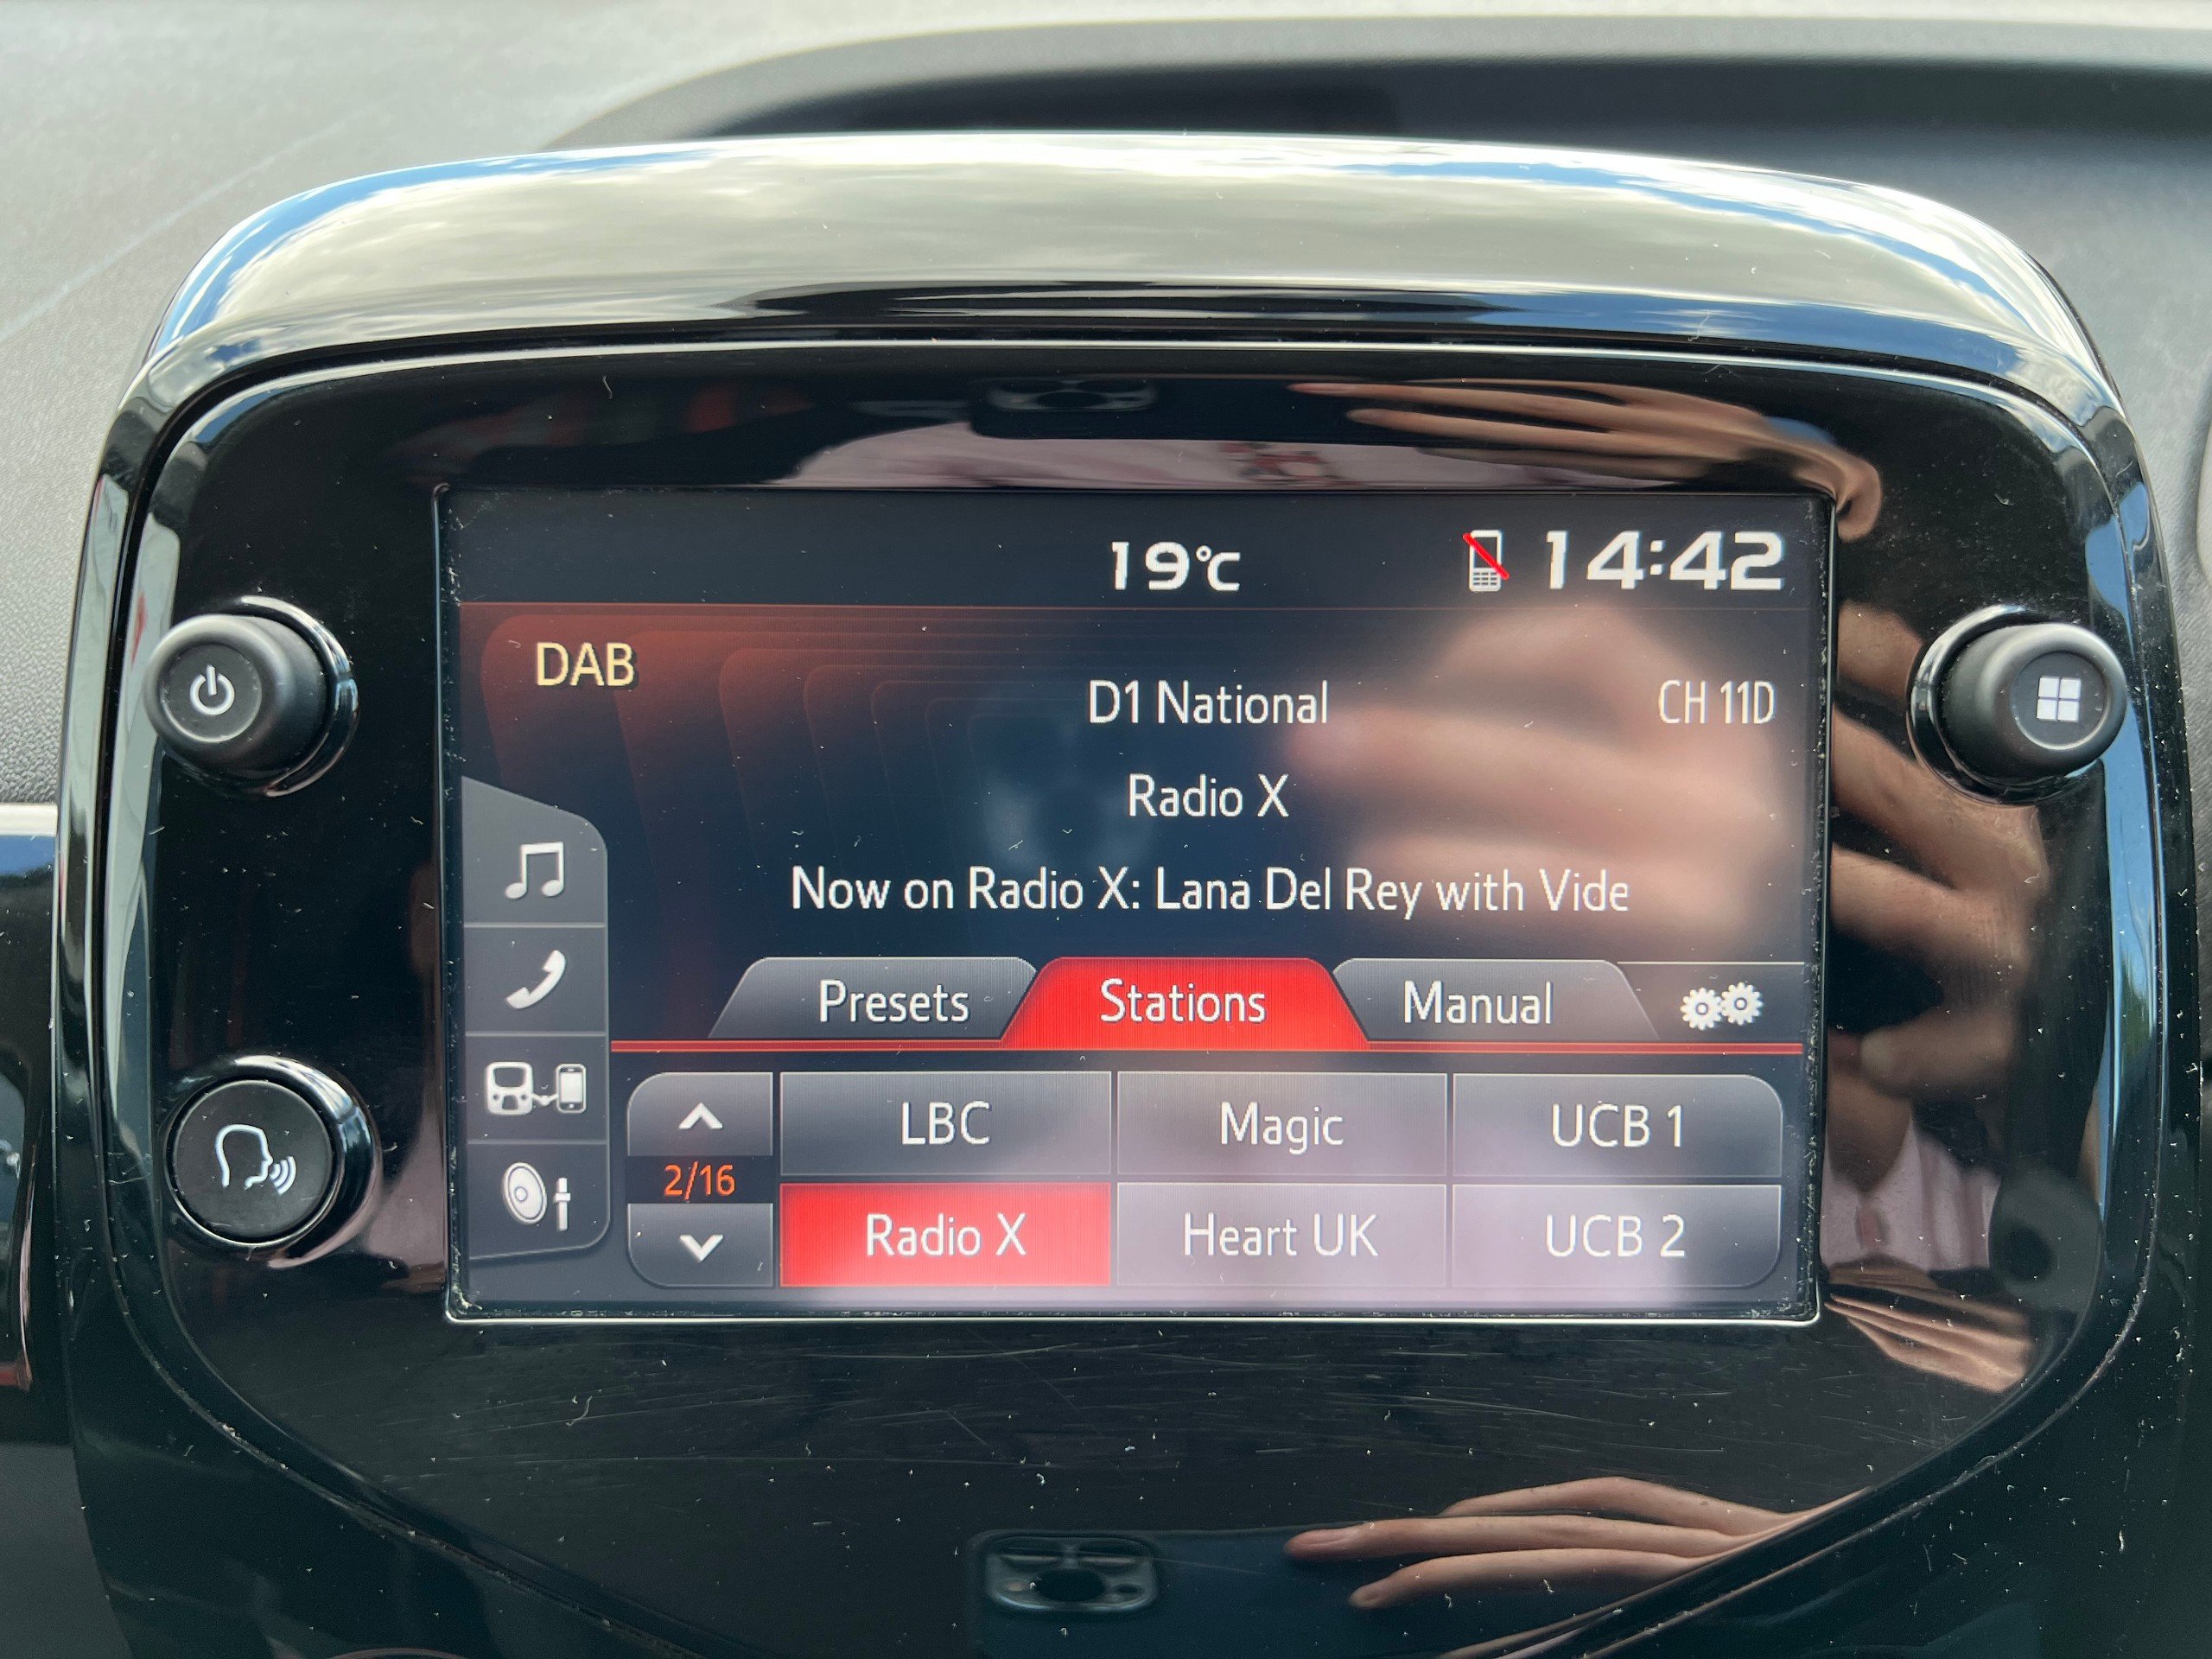 19°C 14:42
DAB
D1 National CH 11D
Radio X
Now on Radio X: Lana Del Rey with Vide
Presets Stations Manual
LBC Magic UCB 1
2/16
Radio X Heart UK UCB 2